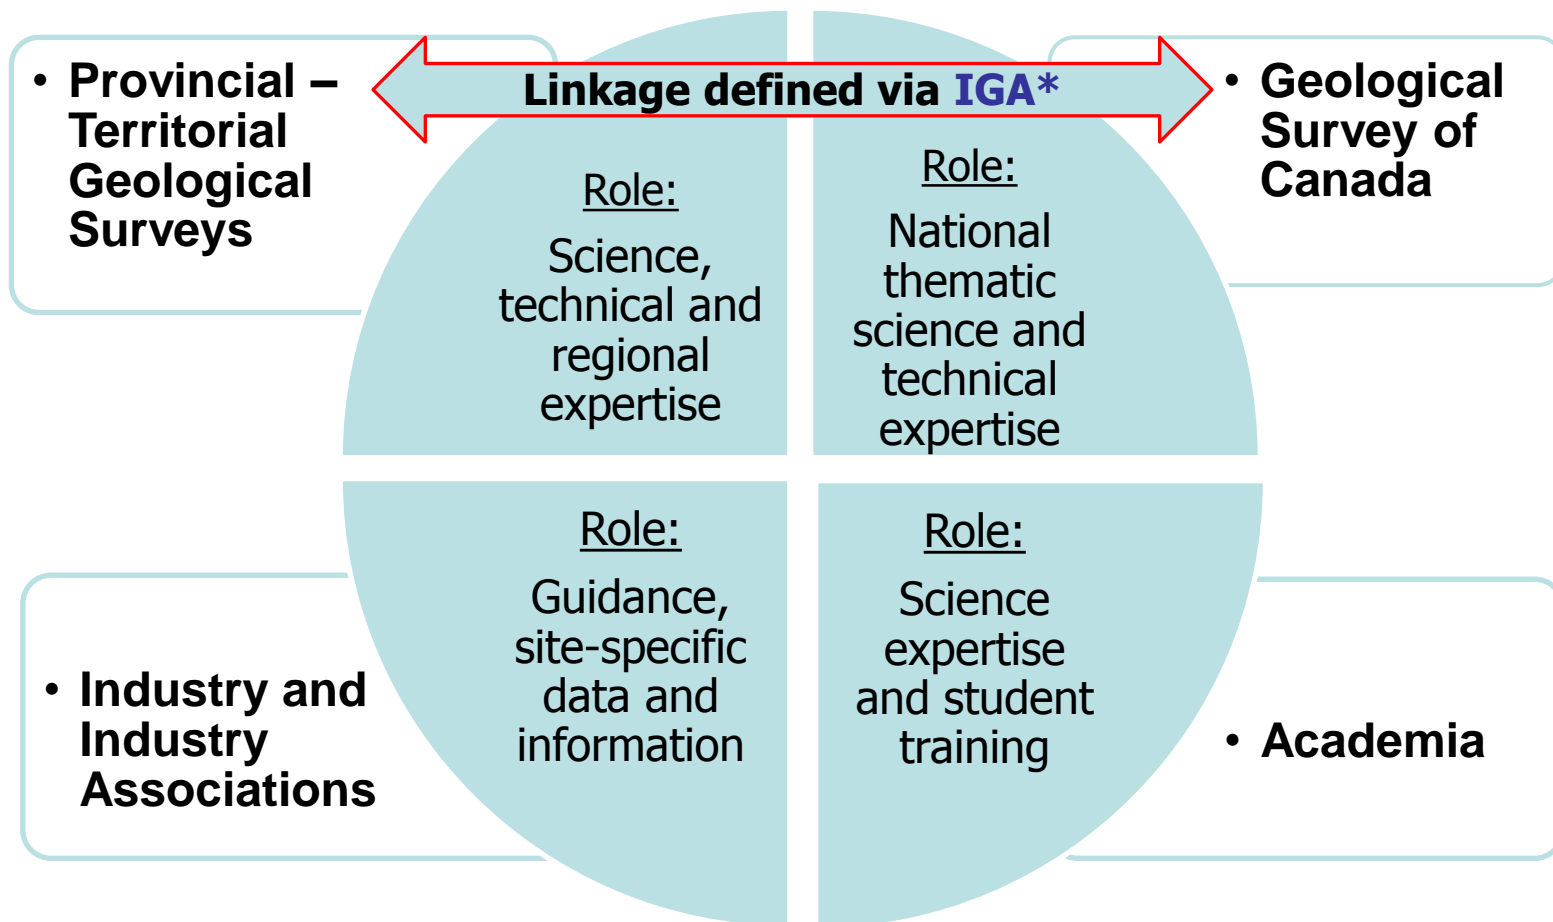 • Provincial –
Territorial
Geological
Surveys
Linkage defined via IGA*
• Geological
Survey of
Canada
Role:
Science,
technical and
regional
expertise
Role:
National
thematic
science and
technical
expertise
• Industry and
Industry
Associations
Role:
Guidance,
site-specific
data and
information
Role:
Science
expertise
and student
training
• Academia